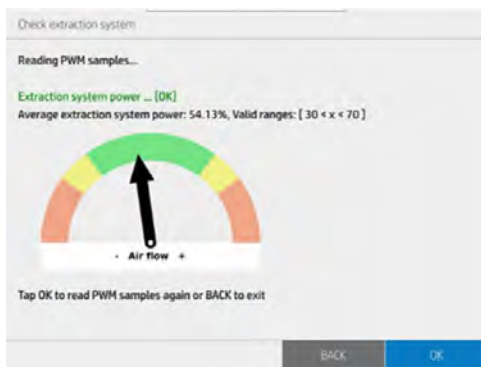 Check extraction system
Reading PWM samples...
Extraction system power ... [OK]
Average extraction system power: 54.13%, Valid ranges: [ 30 < x < 70 ]
- Air flow +
Tap OK to read PWM samples again or BACK to exit
BACK OK